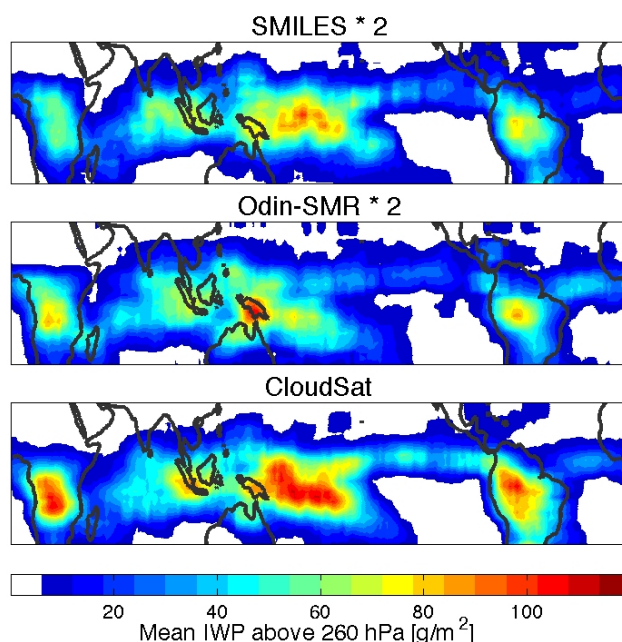 SMILES * 2
Odin-SMR * 2
CloudSat
20 40 60 80 100
Mean IWP above 260 hPa [g/m²]